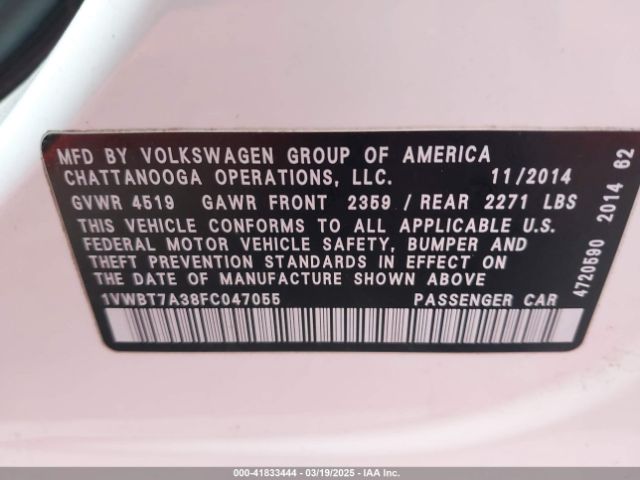 MFD BY VOLKSWAGEN GROUP OF AMERICA
CHATTANOOGA OPERATIONS, LLC. 11/2014
GVWR 4519 GAWR FRONT 2359 / REAR 2271 LBS
THIS VEHICLE CONFORMS TO ALL APPLICABLE U.S.
FEDERAL MOTOR VEHICLE SAFETY, BUMPER AND
THEFT PREVENTION STANDARDS IN EFFECT ON
THE DATE OF MANUFACTURE SHOWN ABOVE
1VWBT7A38FC047055 PASSENGER CAR
4720590 2014 62
000-41833444 - 03/19/2025 - IAA Inc.